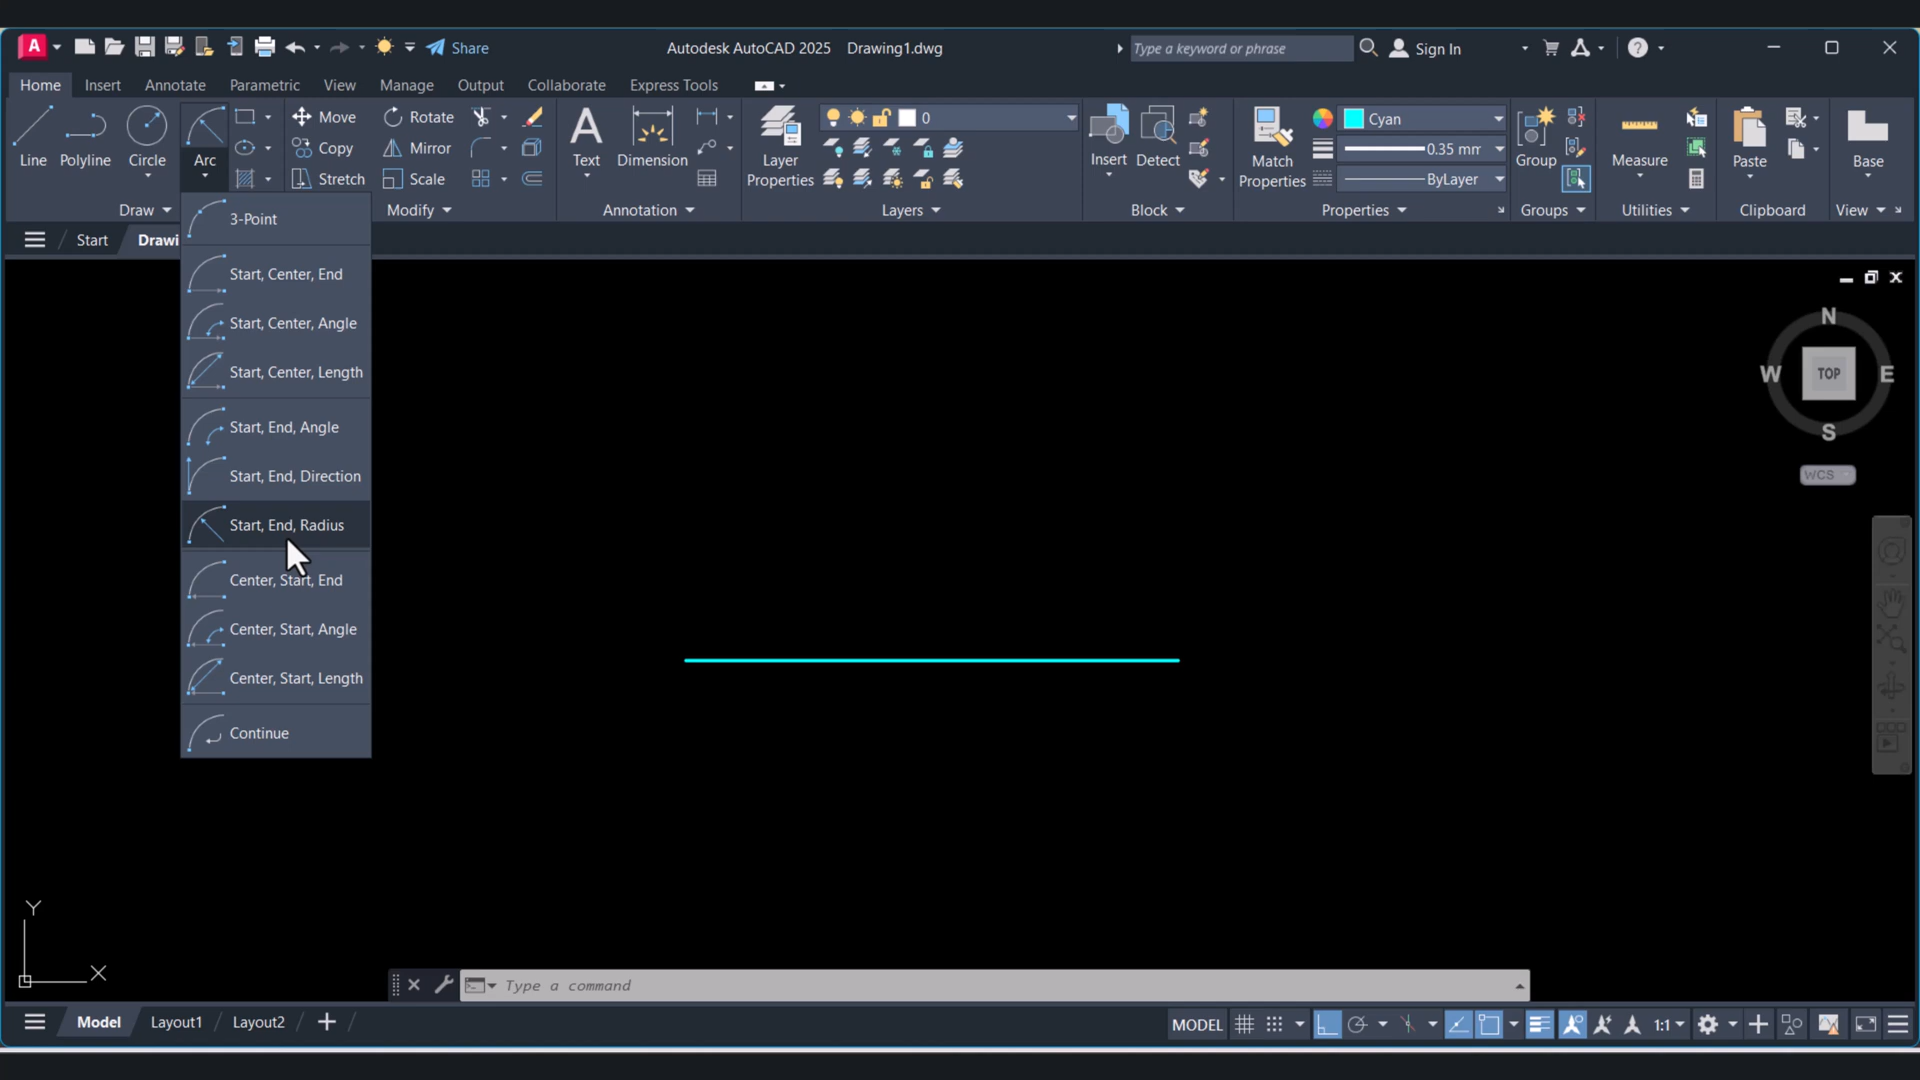 A Share Autodesk AutoCAD 2025 Drawing1.dwg Type a keyword or phrase Sign In
Home Insert Annotate Parametric View Manage Output Collaborate Express Tools
Move Rotate 0 Cyan
Line Polyline Circle Arc Copy Mirror Text Dimension Layer Properties Insert Detect Match Properties 0.35 mm Group Measure Paste Base
Stretch Scale ByLayer
Draw Modify Annotation Layers Block Properties Groups Utilities Clipboard View
Start Drawi
3-Point
Start, Center, End
Start, Center, Angle
Start, Center, Length
Start, End, Angle
Start, End, Direction
Start, End, Radius
Center, Start, End
Center, Start, Angle
Center, Start, Length
Continue
N
W TOP E
S
WCS
Y
X
Type a command
Model Layout1 Layout2 MODEL 1:1